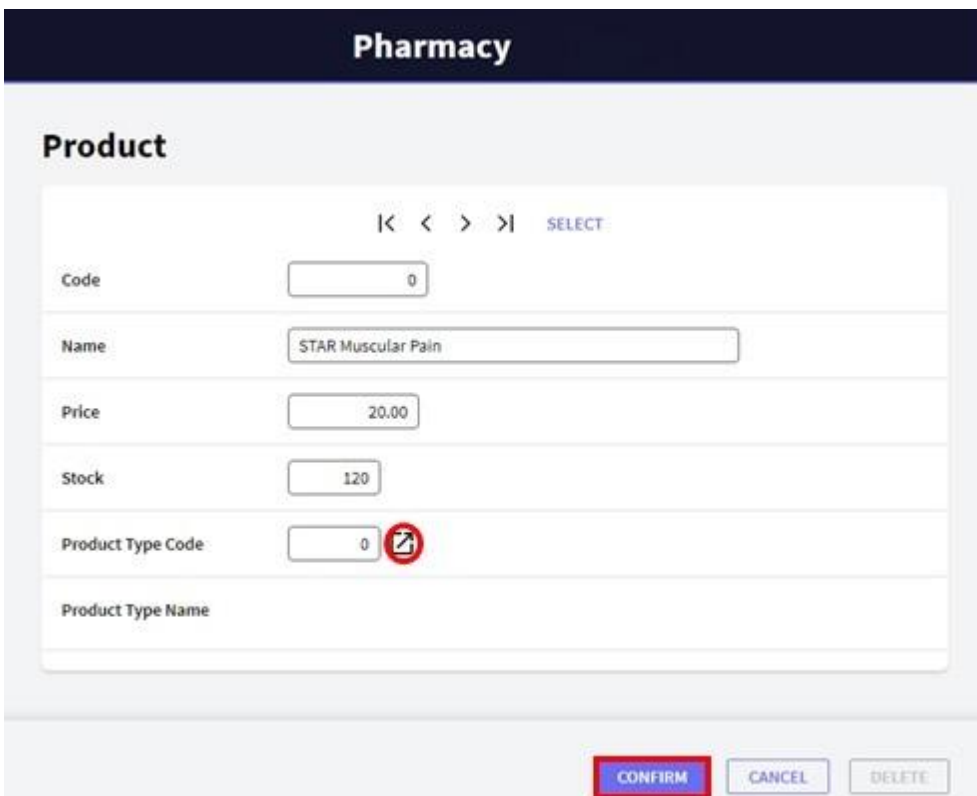 Pharmacy
Product
SELECT
Code 0
Name STAR Muscular Pain
Price 20.00
Stock 120
Product Type Code 0
Product Type Name
CONFIRM CANCEL DELETE